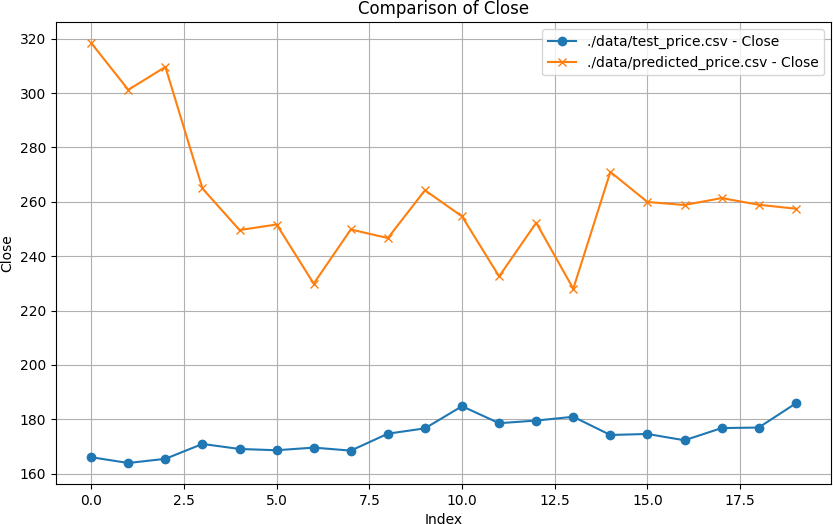 Comparison of Close
./data/test_price.csv - Close
./data/predicted_price.csv - Close
320
300
280
260
240
220
200
180
160
Close
0.0 2.5 5.0 7.5 10.0 12.5 15.0 17.5
Index